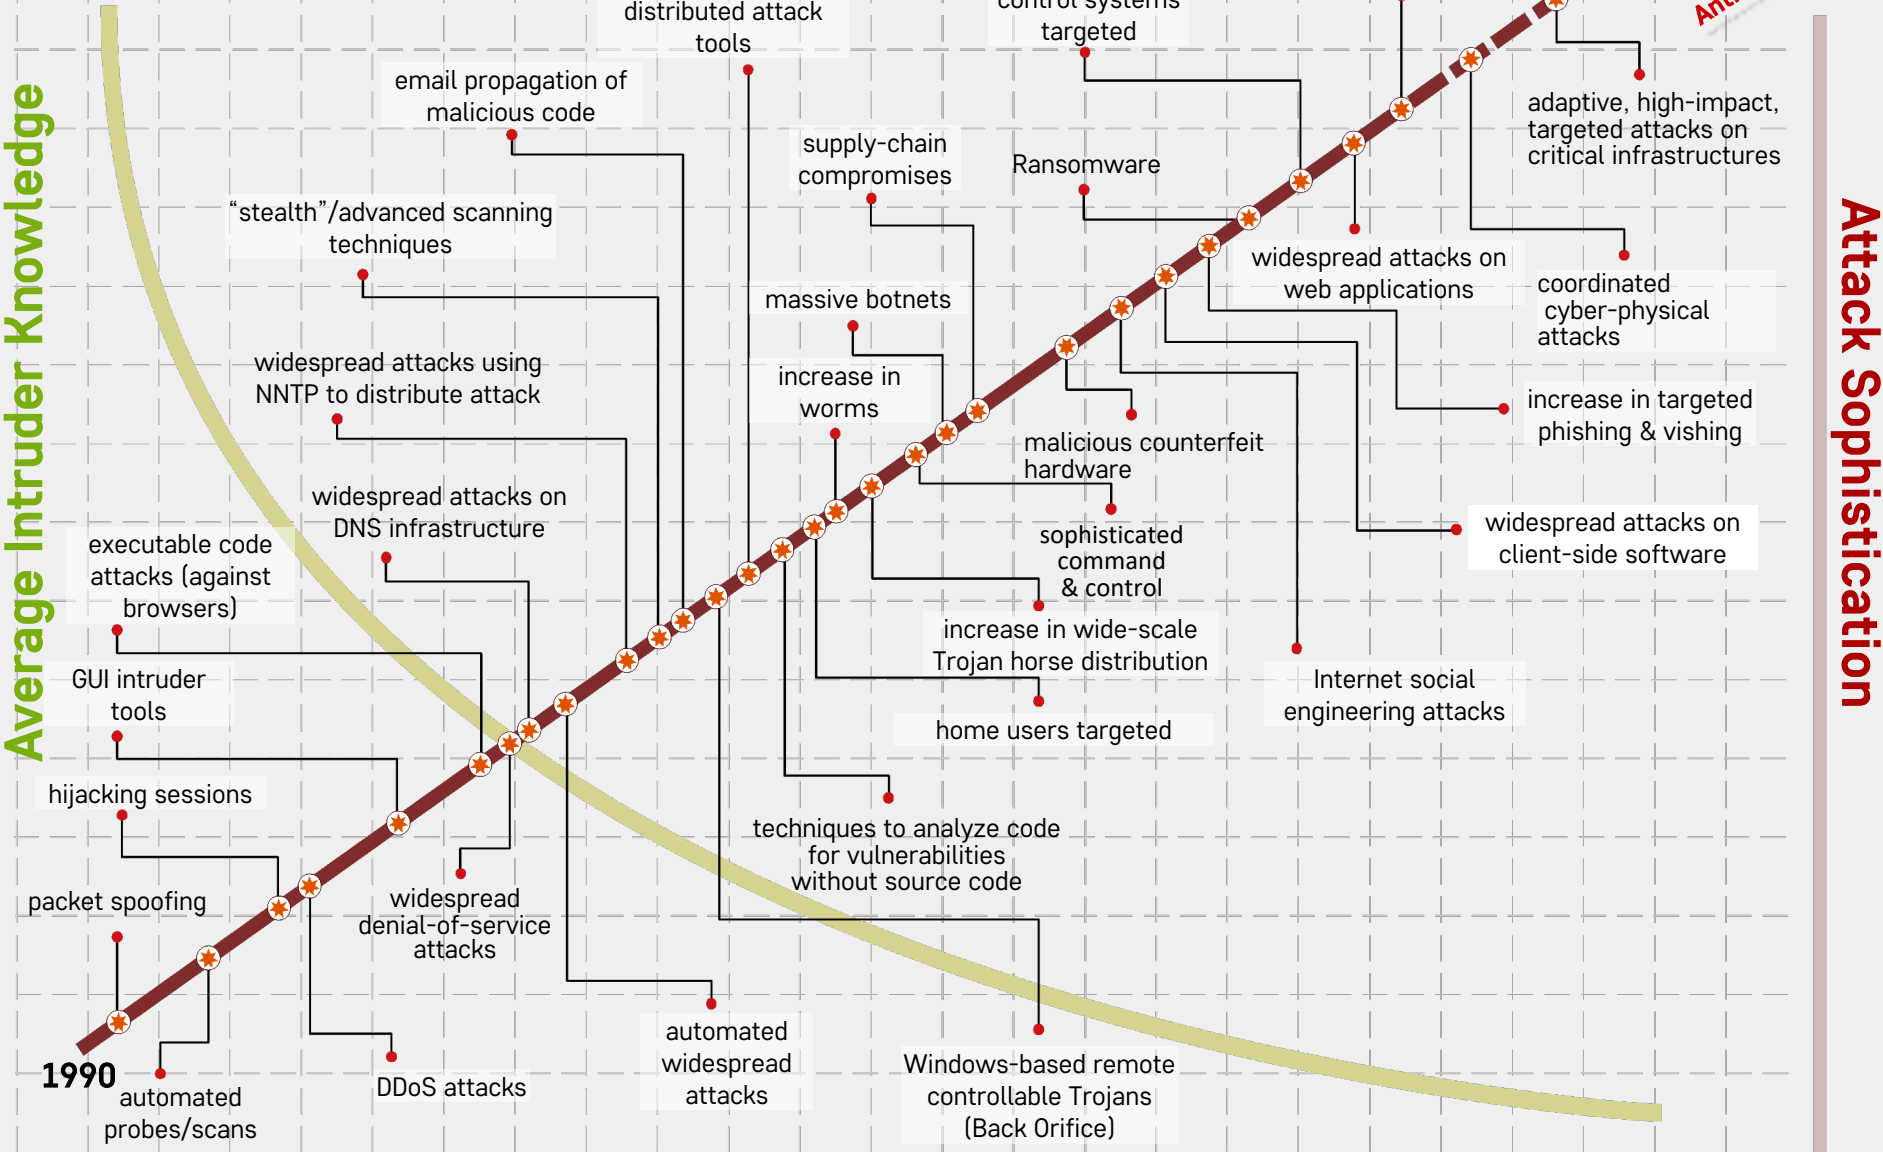 distributed attack
tools
control systems
targeted
Ant
email propagation of
malicious code
adaptive, high-impact,
targeted attacks on
critical infrastructures
supply-chain
compromises
Ransomware
"stealth"/advanced scanning
techniques
widespread attacks on
web applications
coordinated
cyber-physical
attacks
massive botnets
widespread attacks using
NNTP to distribute attack
increase in
worms
increase in targeted
phishing & vishing
malicious counterfeit
hardware
widespread attacks on
DNS infrastructure
sophisticated
command
& control
widespread attacks on
client-side software
executable code
attacks (against
browsers)
increase in wide-scale
Trojan horse distribution
GUI intruder
tools
Internet social
engineering attacks
home users targeted
hijacking sessions
techniques to analyze code
for vulnerabilities
without source code
packet spoofing
widespread
denial-of-service
attacks
automated
widespread
attacks
Windows-based remote
controllable Trojans
(Back Orifice)
1990
automated
probes/scans
DDoS attacks
Average Intruder Knowledge
Attack Sophistication